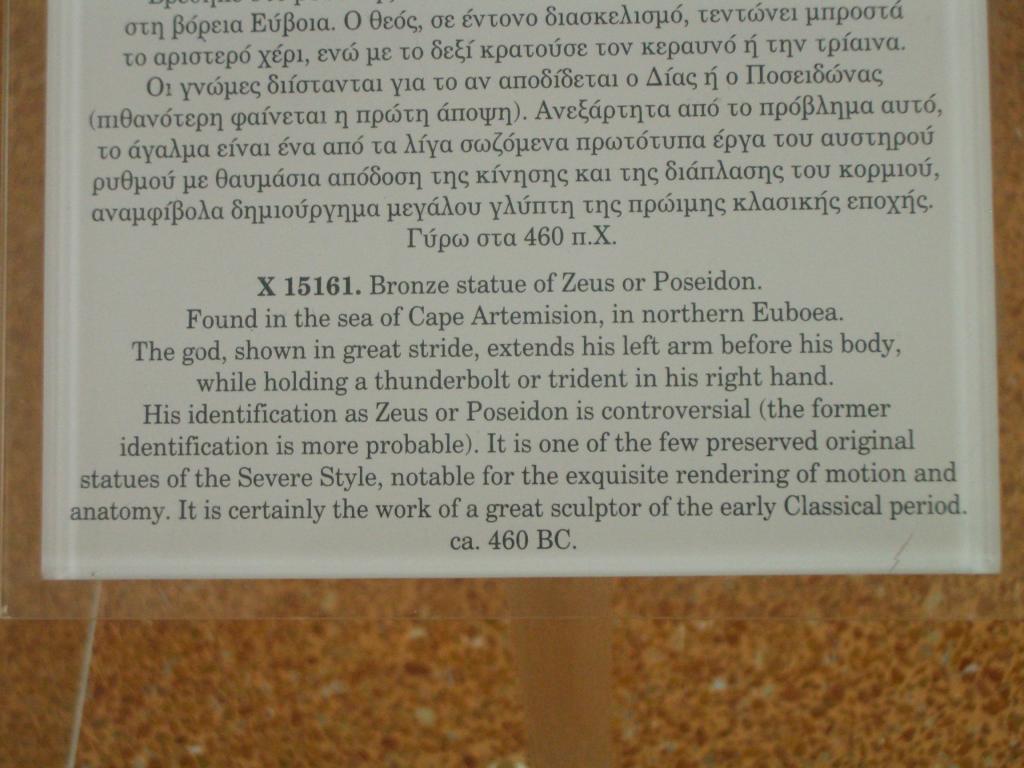 στη βόρεια Εύβοια. Ο θεός, σε έντονο διασκελισμό, τεντώνει μπροστά
το αριστερό χέρι, ενώ με το δεξί κρατούσε τον κεραυνό ή την τρίαινα.
Οι γνώμες διίστανται για το αν αποδίδεται ο Δίας ή ο Ποσειδώνας
(πιθανότερη φαίνεται η πρώτη άποψη). Ανεξάρτητα από το πρόβλημα αυτό,
το άγαλμα είναι ένα από τα λίγα σωζόμενα πρωτότυπα έργα του αυστηρού
ρυθμού με θαυμάσια απόδοση της κίνησης και της διάπλασης του κορμιού,
αναμφίβολα δημιούργημα μεγάλου γλύπτη της πρώιμης κλασικής εποχής.
Γύρω στα 460 π.Χ.
X 15161. Bronze statue of Zeus or Poseidon.
Found in the sea of Cape Artemision, in northern Euboea.
The god, shown in great stride, extends his left arm before his body,
while holding a thunderbolt or trident in his right hand.
His identification as Zeus or Poseidon is controversial (the former
identification is more probable). It is one of the few preserved original
statues of the Severe Style, notable for the exquisite rendering of motion and
anatomy. It is certainly the work of a great sculptor of the early Classical period.
ca. 460 BC.